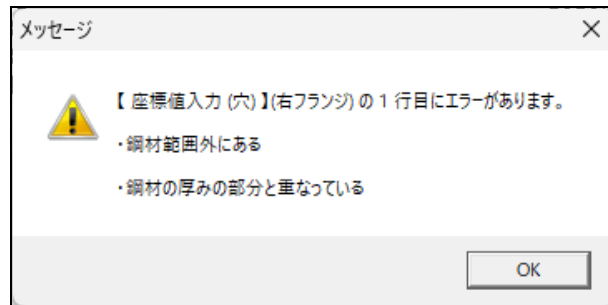 メッセージ
【 座標値入力 (穴) 】(右フランジ) の 1 行目にエラーがあります。
・鋼材範囲外にある
・鋼材の厚みの部分と重なっている
OK